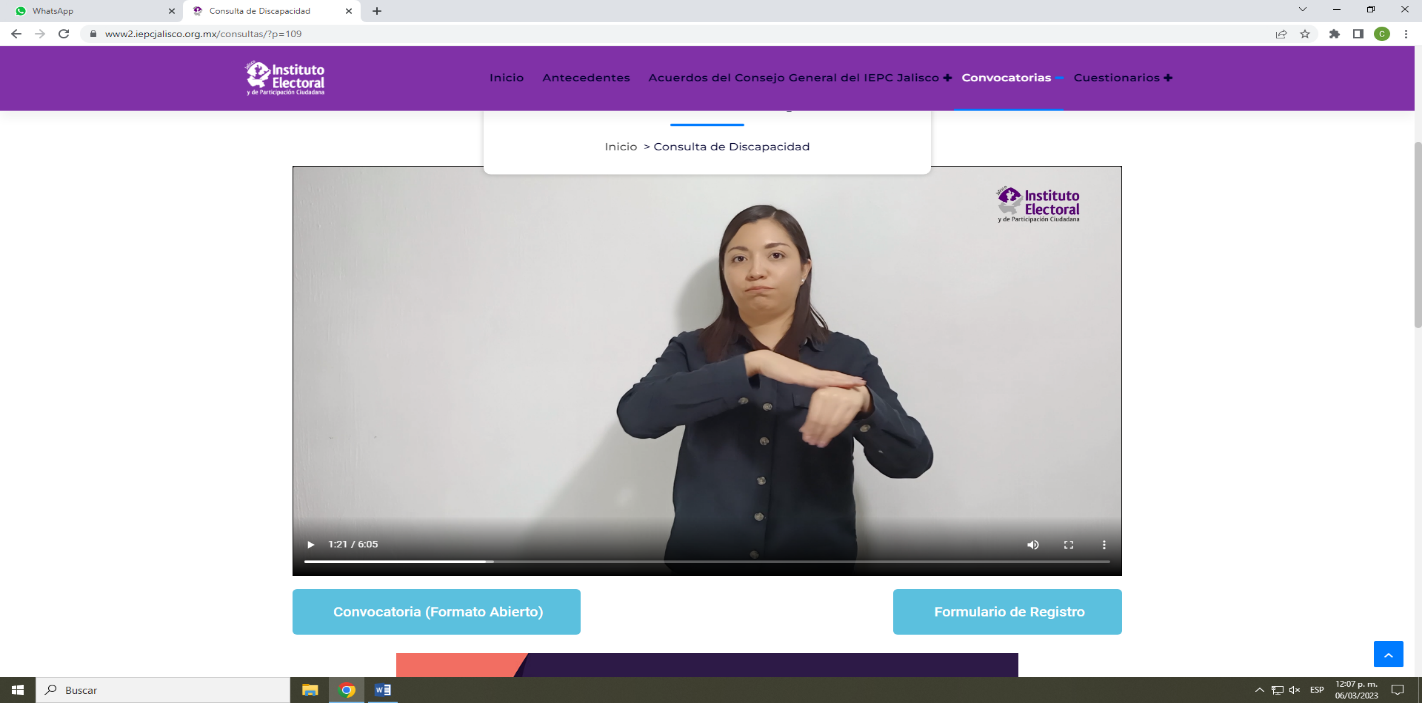 WhatsApp
Consulta de Discapacidad
www2.iepcjalisco.org.mx/consultas/?p=109
C
Instituto
Electoral
y de Participación Ciudadana
Inicio Antecedentes Acuerdos del Consejo General del IEPC Jalisco + Convocatorias Cuestionarios +
Inicio > Consulta de Discapacidad
Instituto
Electoral
y de Participación Ciudadana
1:21 / 6:05
Convocatoria (Formato Abierto)
Formulario de Registro
Buscar
ESP
12:07 p. m.
06/03/2023